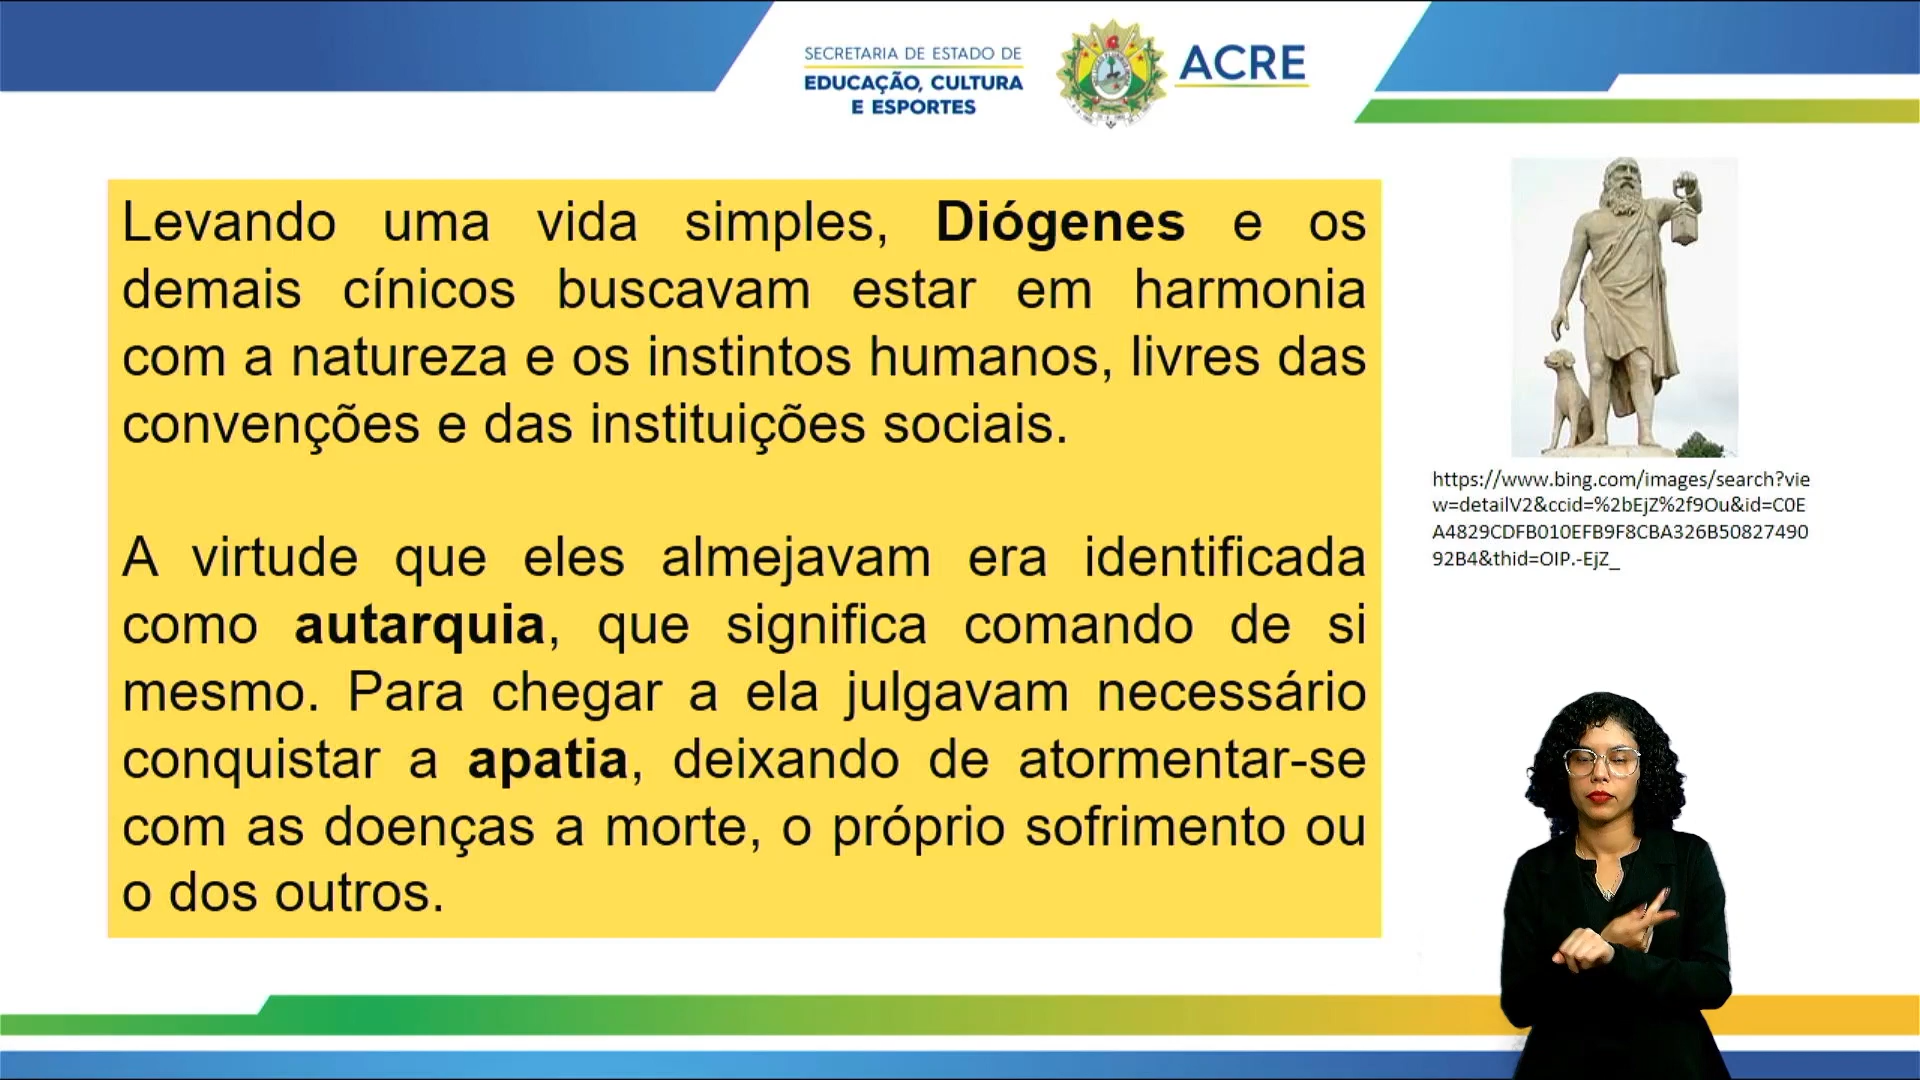 SECRETARIA DE ESTADO DE
EDUCAÇÃO, CULTURA
E ESPORTES
ACRE
Levando uma vida simples, Diógenes e os
demais cínicos buscavam estar em harmonia
com a natureza e os instintos humanos, livres das
convenções e das instituições sociais.
A virtude que eles almejavam era identificada
como autarquia, que significa comando de si
mesmo. Para chegar a ela julgavam necessário
conquistar a apatia, deixando de atormentar-se
com as doenças a morte, o próprio sofrimento ou
o dos outros.
https://www.bing.com/images/search?vie
w=detailV2&ccid=%2bEjZ%2f9Ou&id=C0E
A4829CDFB010EFB9F8CBA326B50827490
92B4&thid=OIP.-EjZ_